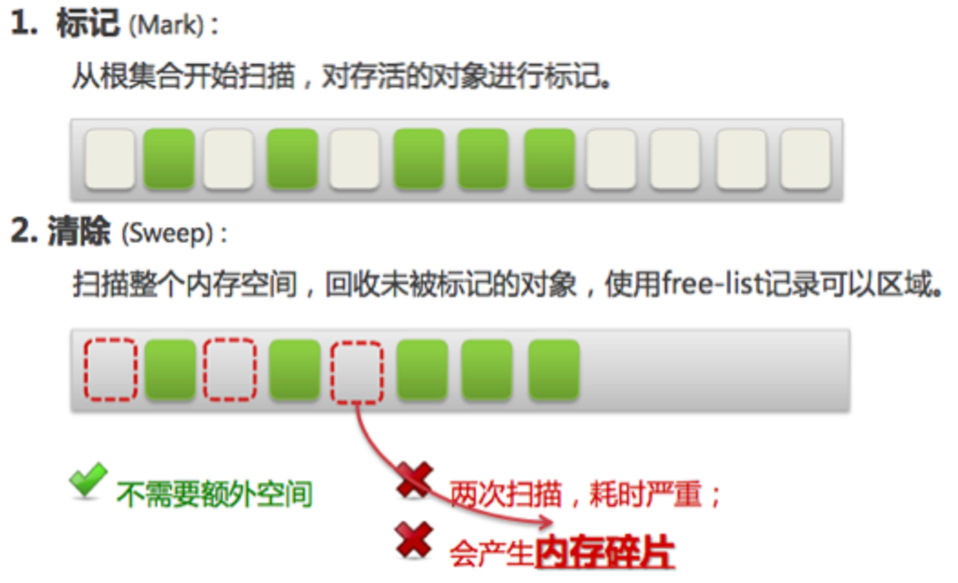 1. 标记 (Mark)：
从根集合开始扫描，对存活的对象进行标记。
2. 清除 (Sweep)：
扫描整个内存空间，回收未被标记的对象，使用free-list记录可以区域。
不需要额外空间
两次扫描，耗时严重；
会产生内存碎片